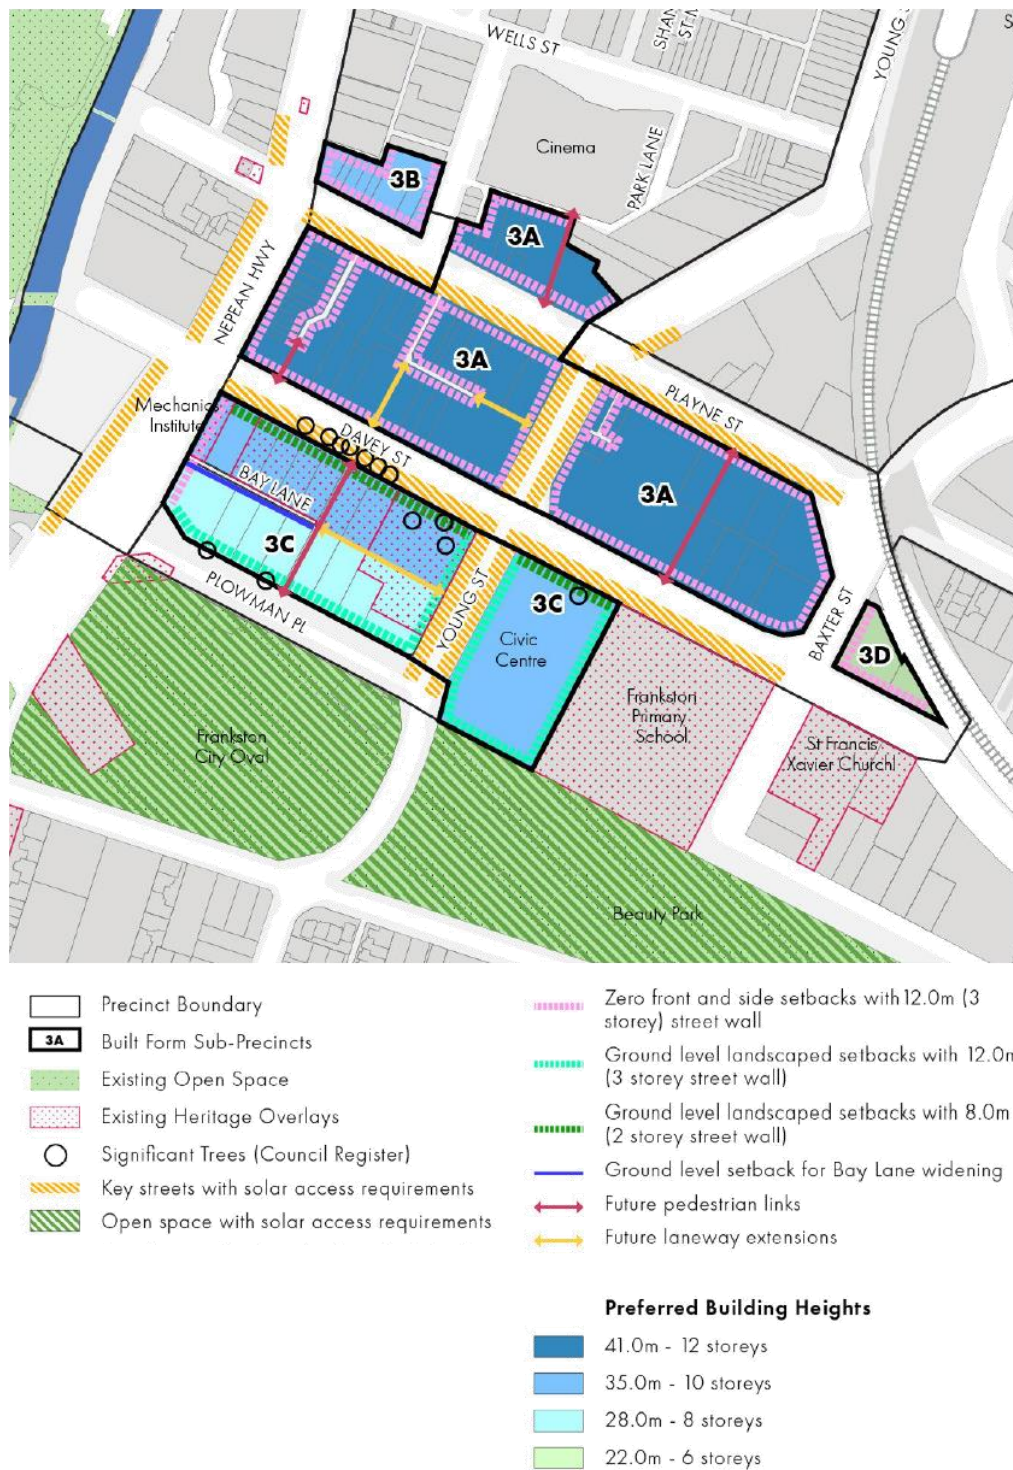 WELLS ST
SHAN
ST M
YOUNG S
S
Cinema
PARK LANE
3B
3A
NEPEAN HWY
3A
PLAYNE ST
Mechanics
Institute
DAVEY ST
BAY LANE
3A
3C
PLOWMAN PL
YOUNG ST
3C
Civic
Centre
BAXTER ST
3D
Frankston
Primary
School
Frankston
City Oval
St Francis
Xavier Church
Beauty Park
Precinct Boundary
3A Built Form Sub-Precincts
Existing Open Space
Existing Heritage Overlays
Significant Trees (Council Register)
Key streets with solar access requirements
Open space with solar access requirements
Zero front and side setbacks with 12.0m (3
storey) street wall
Ground level landscaped setbacks with 12.0m
(3 storey street wall)
Ground level landscaped setbacks with 8.0m
(2 storey street wall)
Ground level setback for Bay Lane widening
Future pedestrian links
Future laneway extensions
Preferred Building Heights
41.0m - 12 storeys
35.0m - 10 storeys
28.0m - 8 storeys
22.0m - 6 storeys